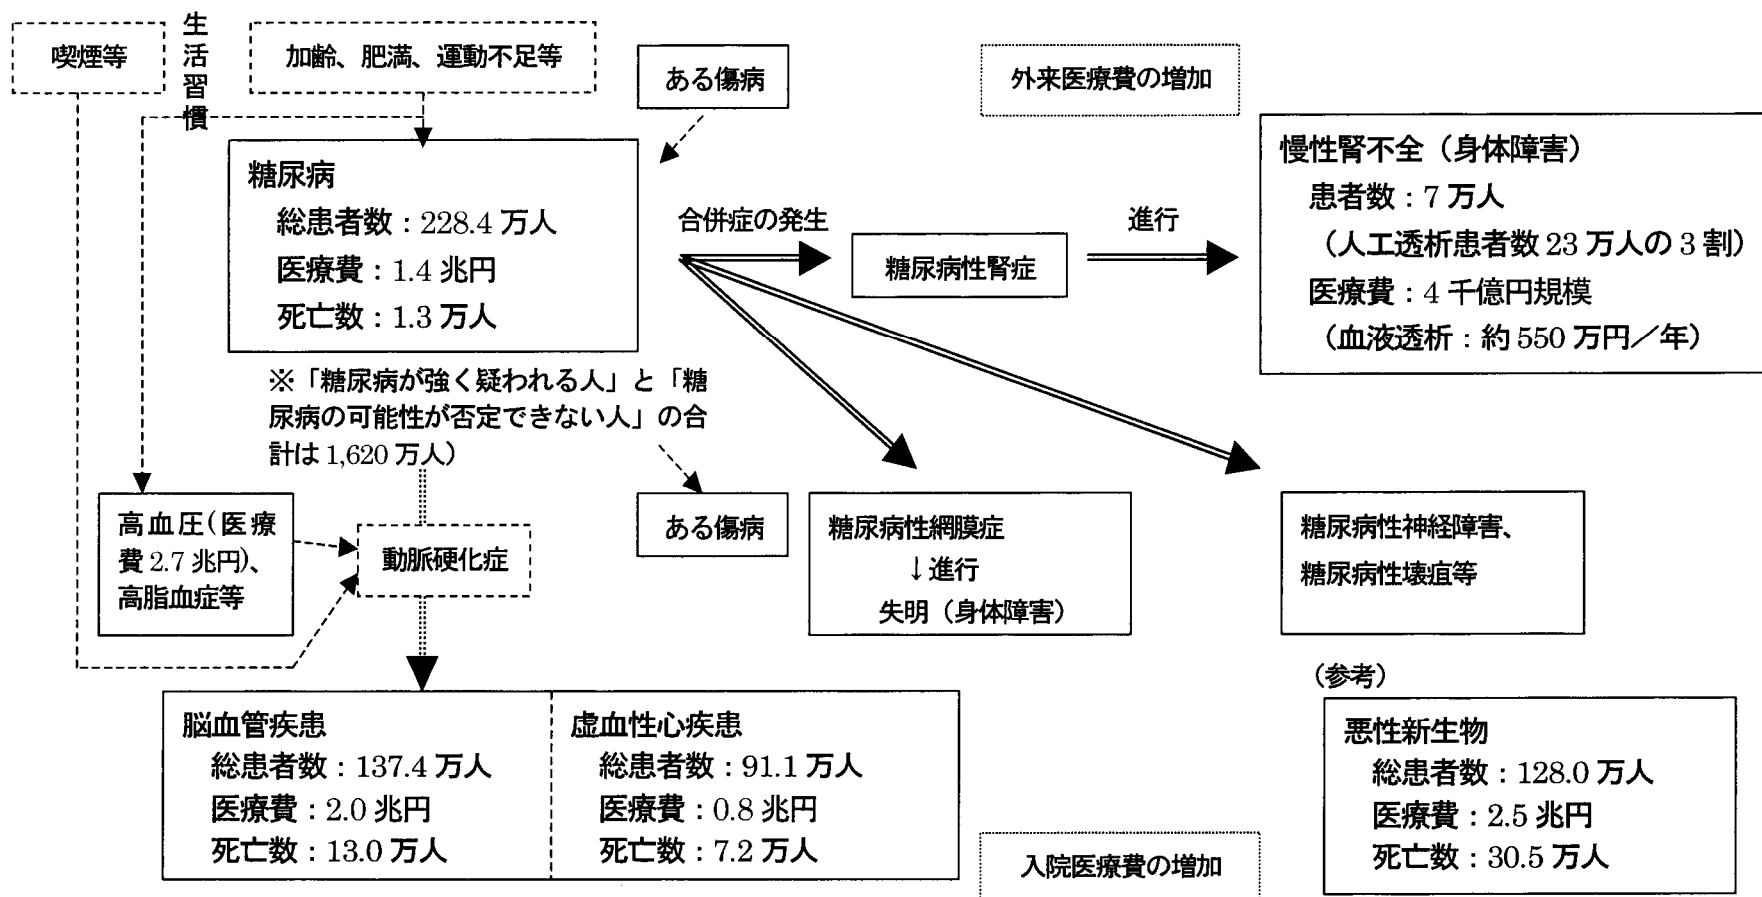 喫煙等
生活習慣
加齢、肥満、運動不足等
ある傷病
外来医療費の増加
糖尿病
総患者数：228.4 万人
医療費：1.4 兆円
死亡数：1.3 万人
合併症の発生
糖尿病性腎症
進行
慢性腎不全（身体障害）
患者数：7 万人
（人工透析患者数 23 万人の 3 割）
医療費：4 千億円規模
（血液透析：約 550 万円／年）
※「糖尿病が強く疑われる人」と「糖
尿病の可能性が否定できない人」の合
計は 1,620 万人）
高血圧(医療
費 2.7 兆円)、
高脂血症等
動脈硬化症
ある傷病
糖尿病性網膜症
↓進行
失明（身体障害）
糖尿病性神経障害、
糖尿病性壊疽等
脳血管疾患
総患者数：137.4 万人
医療費：2.0 兆円
死亡数：13.0 万人
虚血性心疾患
総患者数：91.1 万人
医療費：0.8 兆円
死亡数：7.2 万人
入院医療費の増加
（参考）
悪性新生物
総患者数：128.0 万人
医療費：2.5 兆円
死亡数：30.5 万人